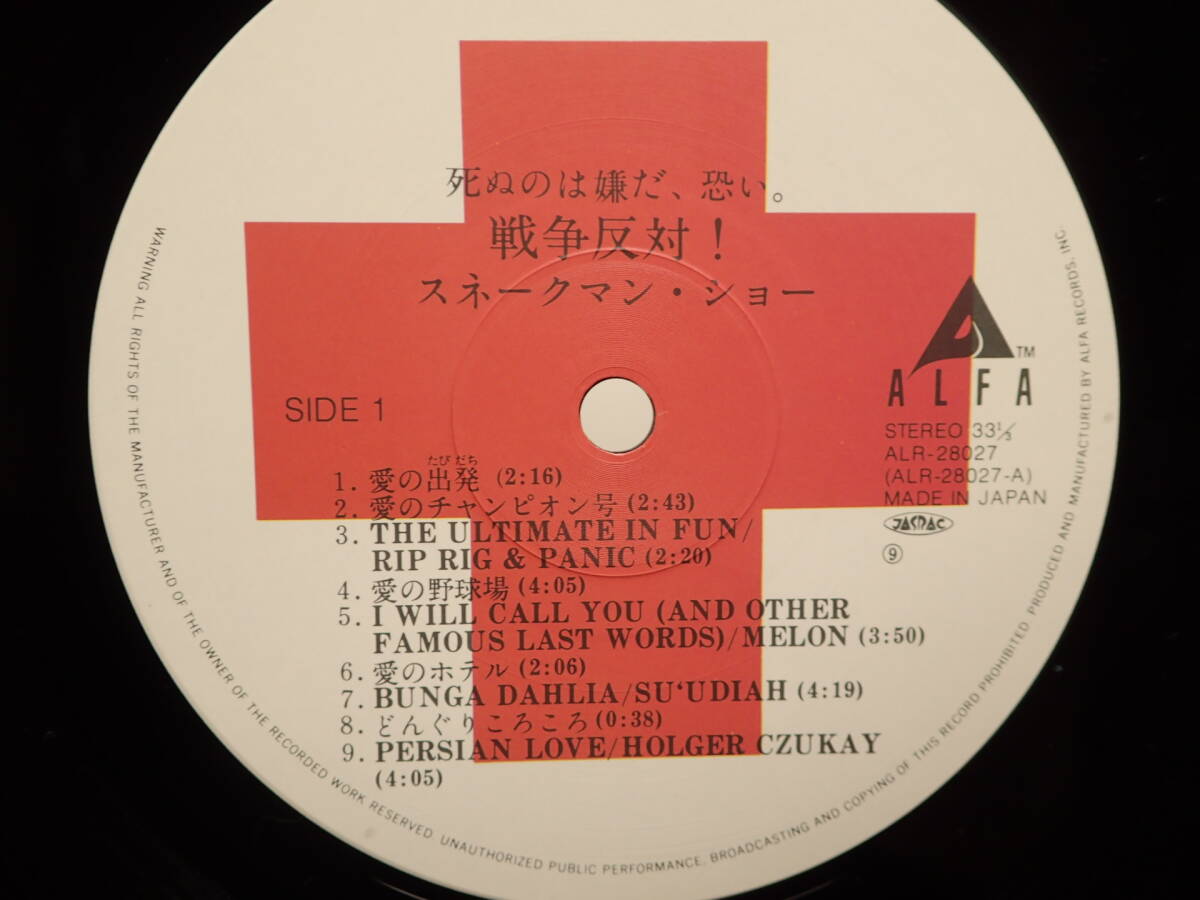 死ぬのは嫌だ、恐い。
戦争反対！
スネークマン・ショー
SIDE 1
ALFA
TM
STEREO 33⅓
ALR-28027
(ALR-28027-A)
MADE IN JAPAN
JASRAC
⑨
たび だち
1. 愛の出発 (2:16)
2. 愛のチャンピオン号 (2:43)
3. THE ULTIMATE IN FUN/
RIP RIG & PANIC (2:20)
4. 愛の野球場 (4:05)
5. I WILL CALL YOU (AND OTHER
FAMOUS LAST WORDS)/MELON (3:50)
6. 愛のホテル (2:06)
7. BUNGA DAHLIA/SU'UDIAH (4:19)
8. どんぐりころころ (0:38)
9. PERSIAN LOVE/HOLGER CZUKAY
(4:05)
WARNING ALL RIGHTS OF THE MANUFACTURER AND OF THE OWNER OF THE RECORDED WORK RESERVED. UNAUTHORIZED PUBLIC PERFORMANCE, BROADCASTING AND COPYING OF THIS RECORD PROHIBITED PRODUCED AND MANUFACTURED BY ALFA RECORDS, INC.